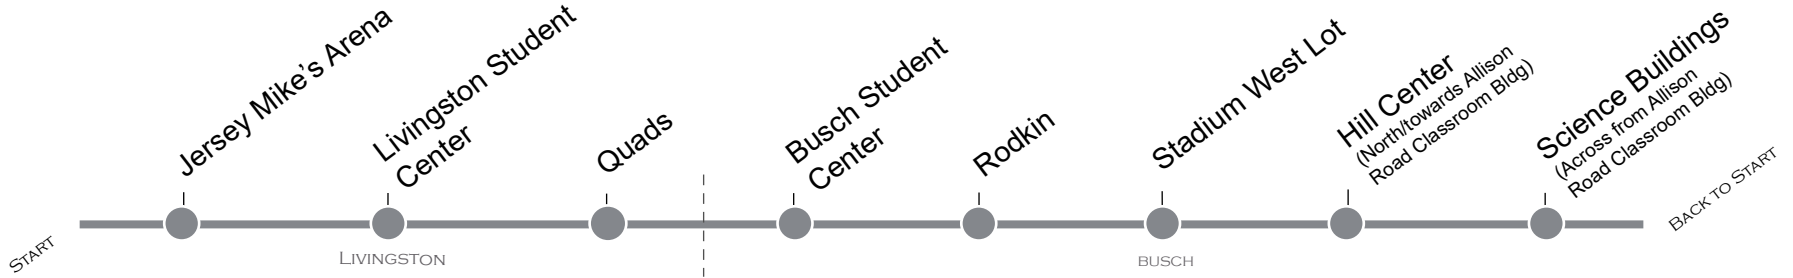 START
Jersey Mike's Arena
Livingston Student
Center
Quads
LIVINGSTON
Busch Student
Center
Rodkin
Stadium West Lot
Hill Center
(North/towards Allison
Road Classroom Bldg)
Science Buildings
(Across from Allison
Road Classroom Bldg)
BUSCH
BACK TO START